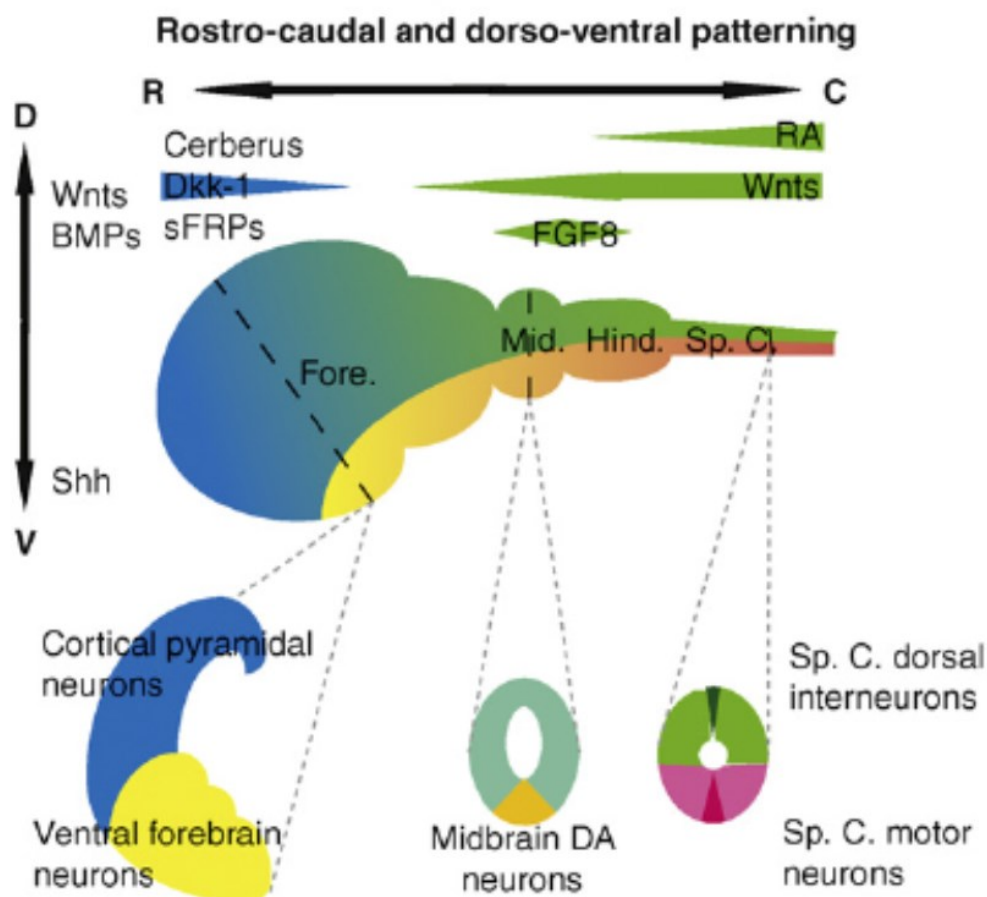 Rostro-caudal and dorso-ventral patterning
R
C
D
RA
Cerberus
Wnts
Dkk-1
Wnts
BMPs
sFRPs
FGF8
Mid.
Hind.
Sp. C.
Fore.
Shh
V
Cortical pyramidal
neurons
Sp. C. dorsal
interneurons
Ventral forebrain
neurons
Midbrain DA
neurons
Sp. C. motor
neurons